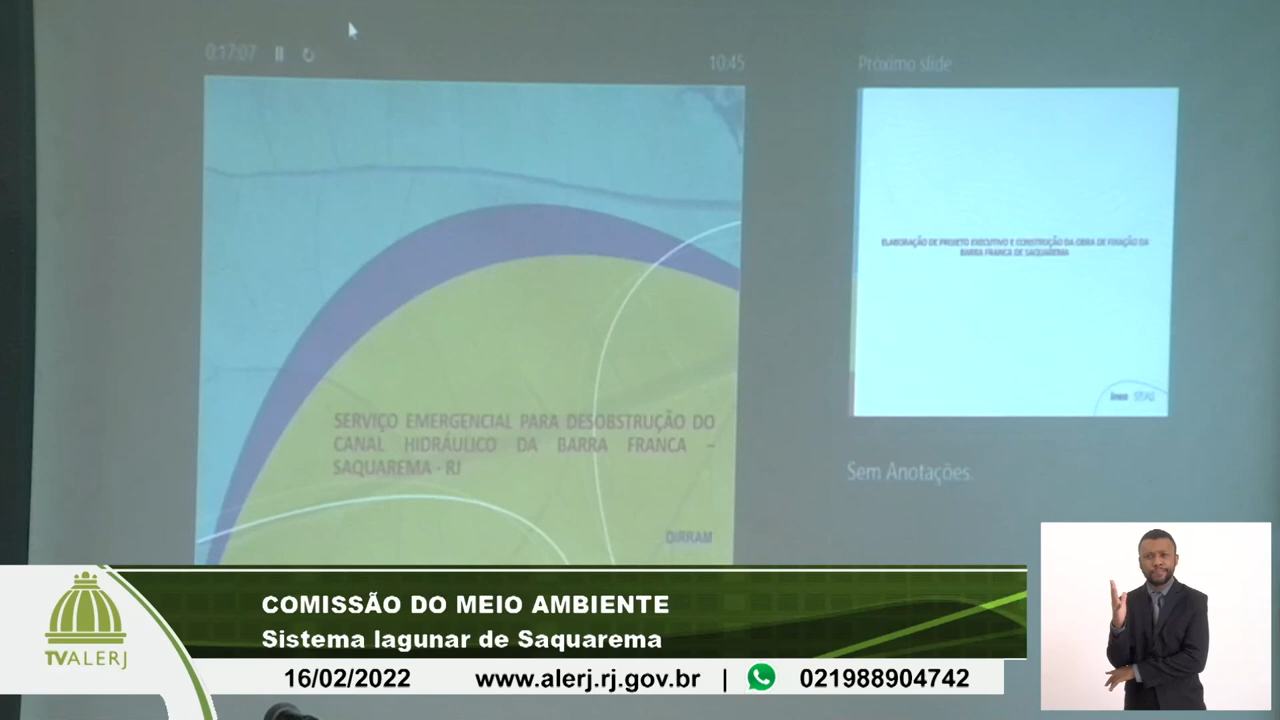 0:17:07
10:45
Próximo slide
ELABORAÇÃO DE PROJETO EXECUTIVO E CONSTRUÇÃO DA OBRA DE FIXAÇÃO DA
BARRA FRANCA DE SAQUAREMA
inea
SERVIÇO EMERGENCIAL PARA DESOBSTRUÇÃO DO
CANAL HIDRÁULICO DA BARRA FRANCA –
SAQUAREMA - RJ
DIRRAM
Sem Anotações.
COMISSÃO DO MEIO AMBIENTE
Sistema lagunar de Saquarema
TVALERJ
16/02/2022 www.alerj.rj.gov.br | 021988904742